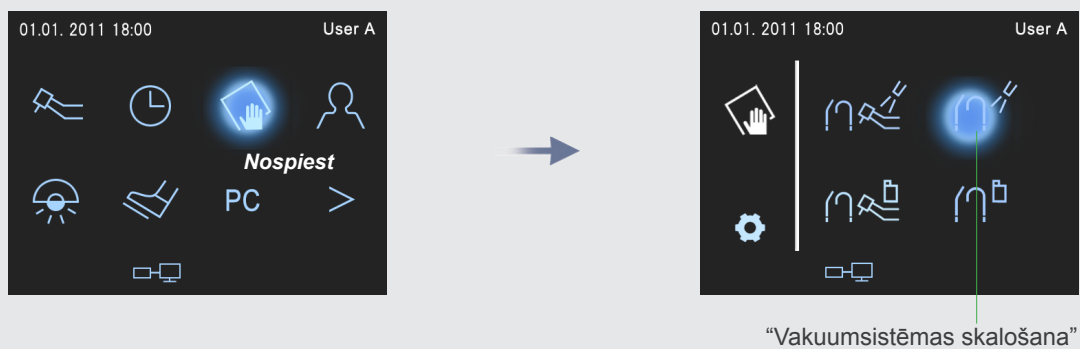 01.01. 2011 18:00 User A
Nospiest
PC
01.01. 2011 18:00 User A
“Vakuumsistēmas skalošana”